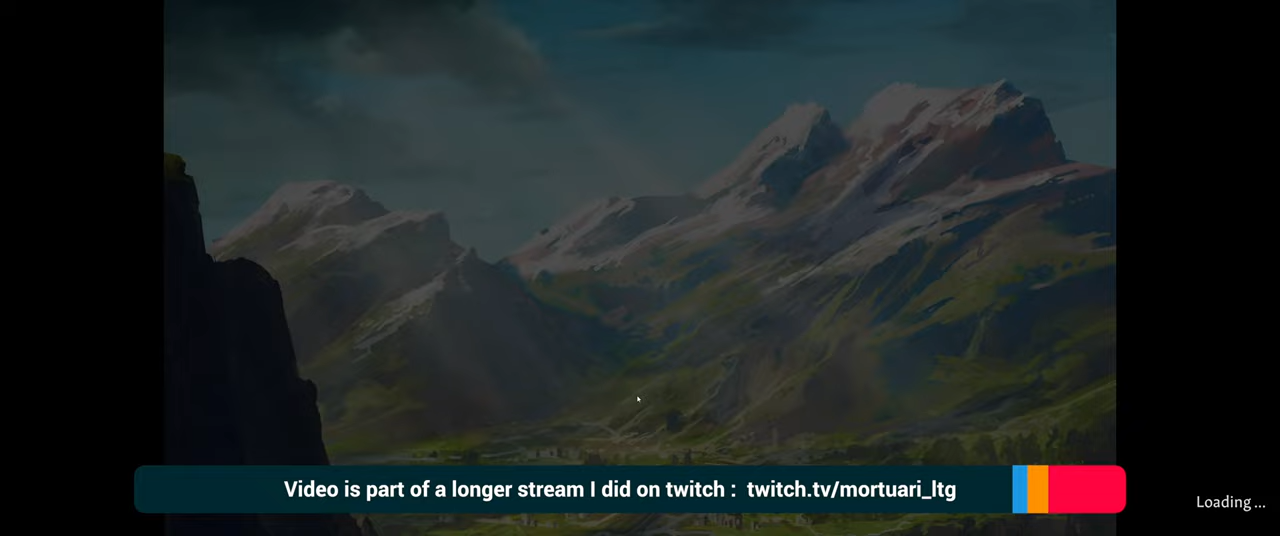 Video is part of a longer stream I did on twitch : twitch.tv/mortuari_ltg
Loading ...